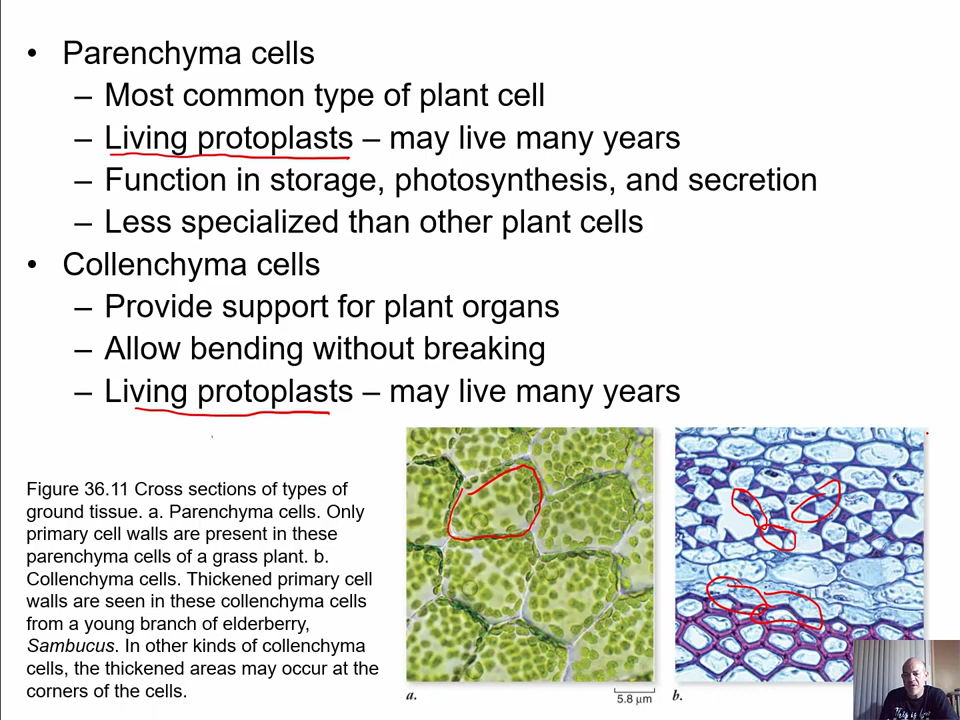 • Parenchyma cells
– Most common type of plant cell
– Living protoplasts – may live many years
– Function in storage, photosynthesis, and secretion
– Less specialized than other plant cells
• Collenchyma cells
– Provide support for plant organs
– Allow bending without breaking
– Living protoplasts – may live many years
Figure 36.11 Cross sections of types of
ground tissue. a. Parenchyma cells. Only
primary cell walls are present in these
parenchyma cells of a grass plant. b.
Collenchyma cells. Thickened primary cell
walls are seen in these collenchyma cells
from a young branch of elderberry,
Sambucus. In other kinds of collenchyma
cells, the thickened areas may occur at the
corners of the cells.
a.
5.8 μm
b.
This is